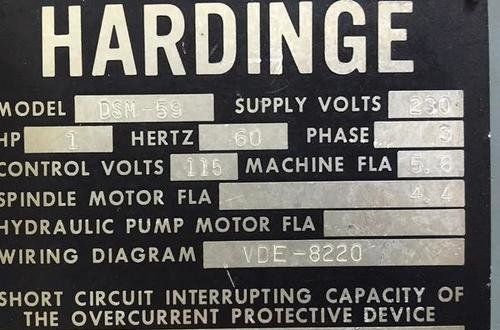 HARDINGE
MODEL DSM-59 SUPPLY VOLTS 230
HP 1 HERTZ 60 PHASE 3
CONTROL VOLTS 115 MACHINE FLA 5,8
SPINDLE MOTOR FLA 4,4
HYDRAULIC PUMP MOTOR FLA
WIRING DIAGRAM VDE-8220
SHORT CIRCUIT INTERRUPTING CAPACITY OF
THE OVERCURRENT PROTECTIVE DEVICE